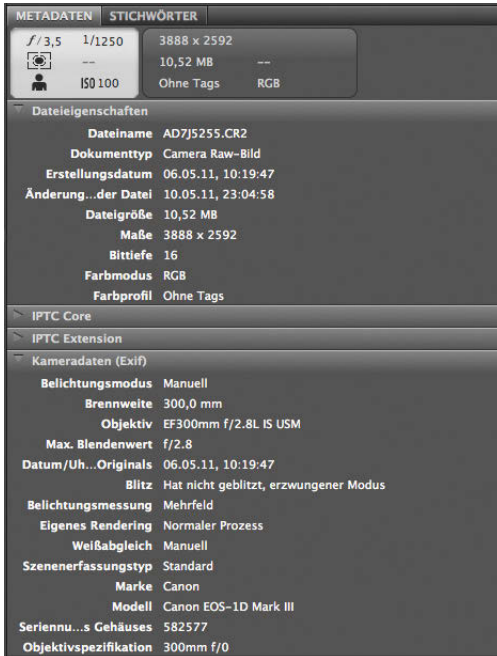 METADATEN STICHWÖRTER
f/3,5 1/1250 3888 x 2592
-- 10,52 MB --
ISO 100 Ohne Tags RGB
Dateieigenschaften
Dateiname AD7J5255.CR2
Dokumenttyp Camera Raw-Bild
Erstellungsdatum 06.05.11, 10:19:47
Änderung...der Datei 10.05.11, 23:04:58
Dateigröße 10,52 MB
Maße 3888 x 2592
Bittiefe 16
Farbmodus RGB
Farbprofil Ohne Tags
IPTC Core
IPTC Extension
Kameradaten (Exif)
Belichtungsmodus Manuell
Brennweite 300,0 mm
Objektiv EF300mm f/2.8L IS USM
Max. Blendenwert f/2.8
Datum/Uh...Originals 06.05.11, 10:19:47
Blitz Hat nicht geblitzt, erzwungener Modus
Belichtungsmessung Mehrfeld
Eigenes Rendering Normaler Prozess
Weißabgleich Manuell
Szenenerfassungstyp Standard
Marke Canon
Modell Canon EOS-1D Mark III
Seriennu...s Gehäuses 582577
Objektivspezifikation 300mm f/0